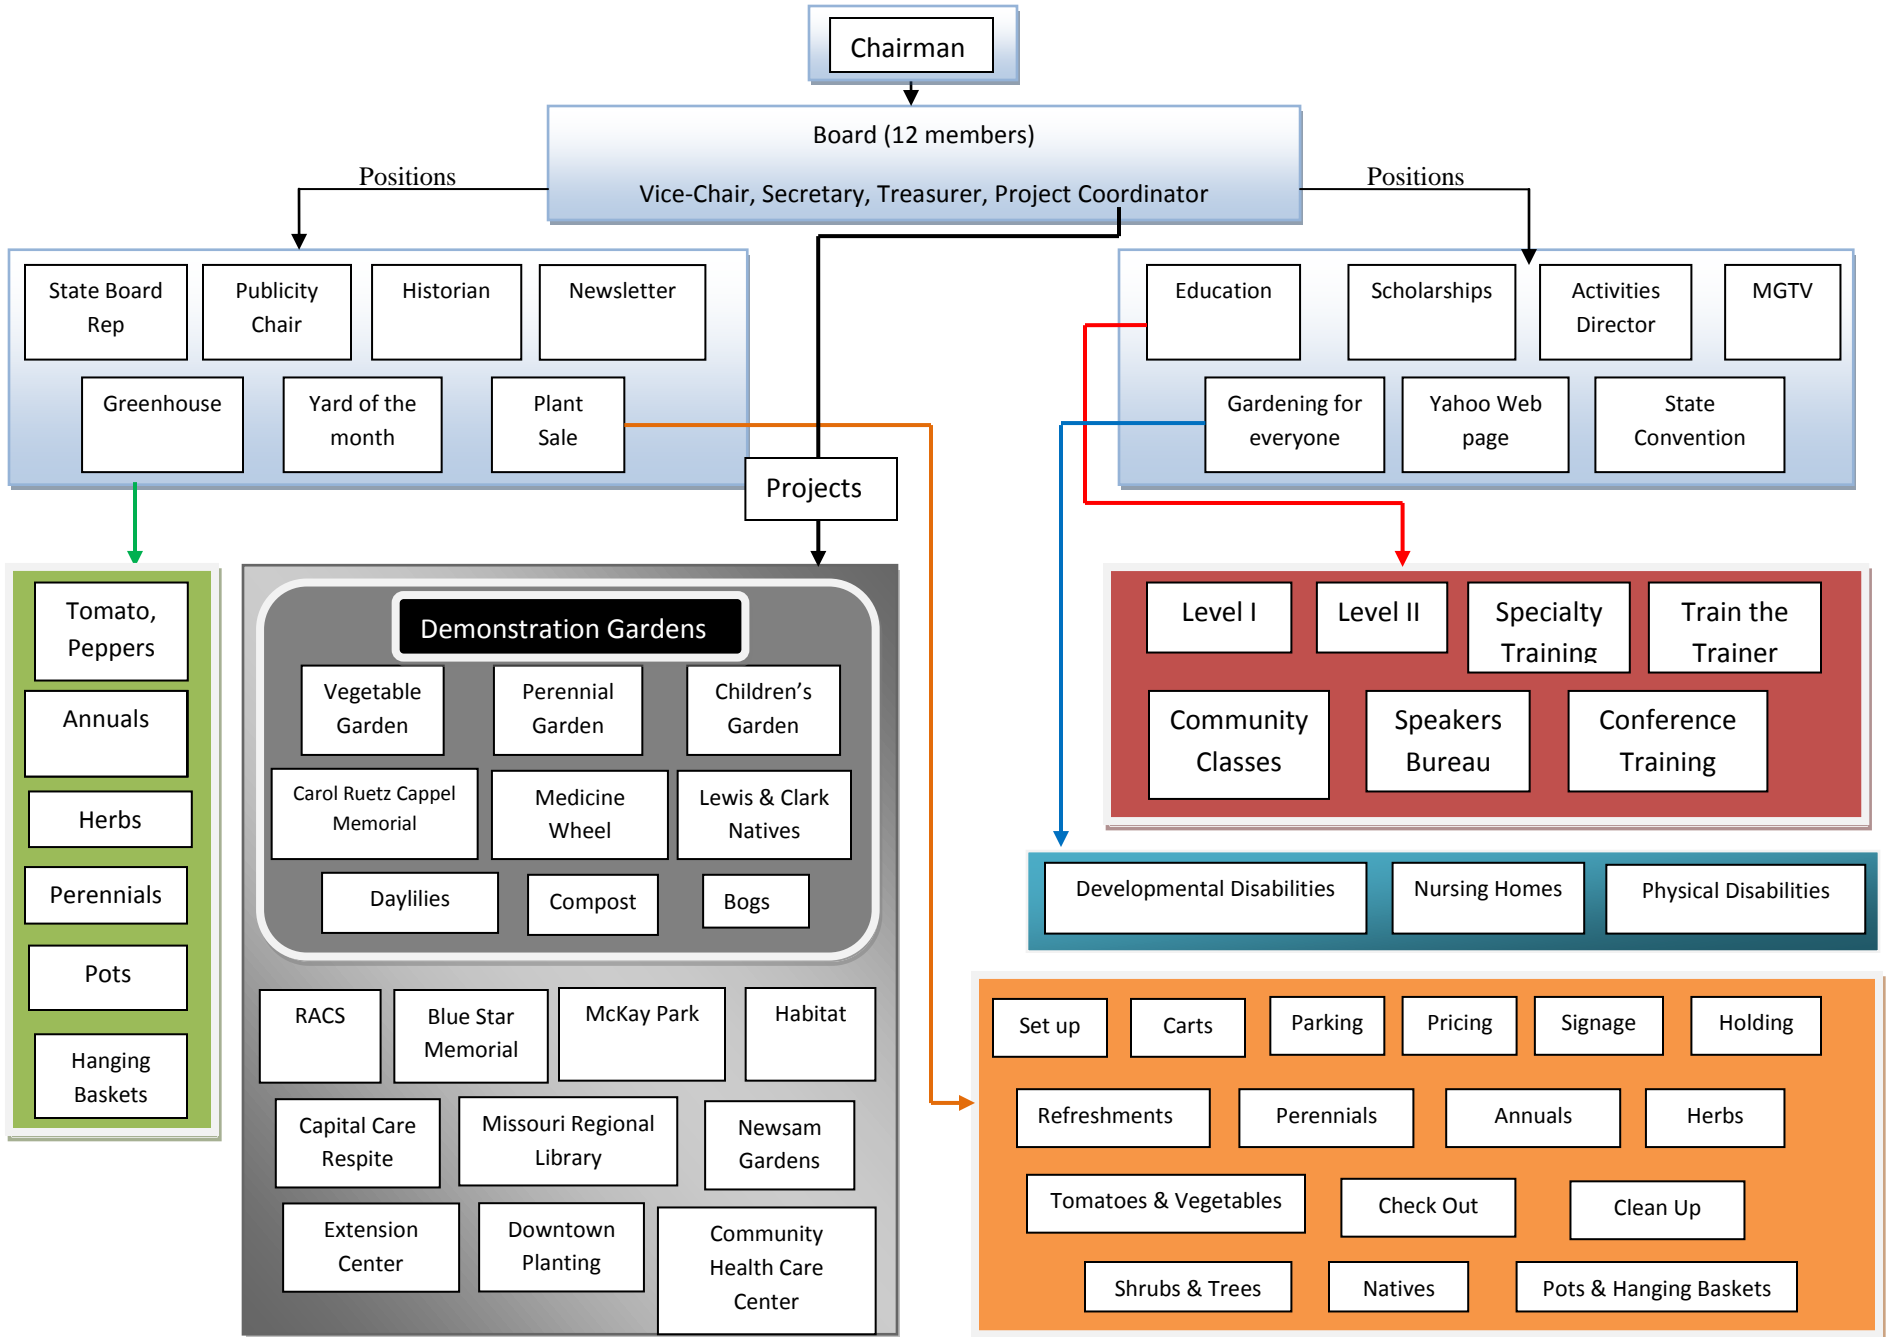 Chairman
Board (12 members)
Vice-Chair, Secretary, Treasurer, Project Coordinator
Positions
Positions
State Board
Rep
Publicity
Chair
Historian
Newsletter
Greenhouse
Yard of the
month
Plant
Sale
Education
Scholarships
Activities
Director
MGTV
Gardening for
everyone
Yahoo Web
page
State
Convention
Projects
Tomato,
Peppers
Annuals
Herbs
Perennials
Pots
Hanging
Baskets
Demonstration Gardens
Vegetable
Garden
Perennial
Garden
Children’s
Garden
Carol Ruetz Cappel
Memorial
Medicine
Wheel
Lewis & Clark
Natives
Daylilies
Compost
Bogs
RACS
Blue Star
Memorial
McKay Park
Habitat
Capital Care
Respite
Missouri Regional
Library
Newsam
Gardens
Extension
Center
Downtown
Planting
Community
Health Care
Center
Level I
Level II
Specialty
Training
Train the
Trainer
Community
Classes
Speakers
Bureau
Conference
Training
Developmental Disabilities
Nursing Homes
Physical Disabilities
Set up
Carts
Parking
Pricing
Signage
Holding
Refreshments
Perennials
Annuals
Herbs
Tomatoes & Vegetables
Check Out
Clean Up
Shrubs & Trees
Natives
Pots & Hanging Baskets